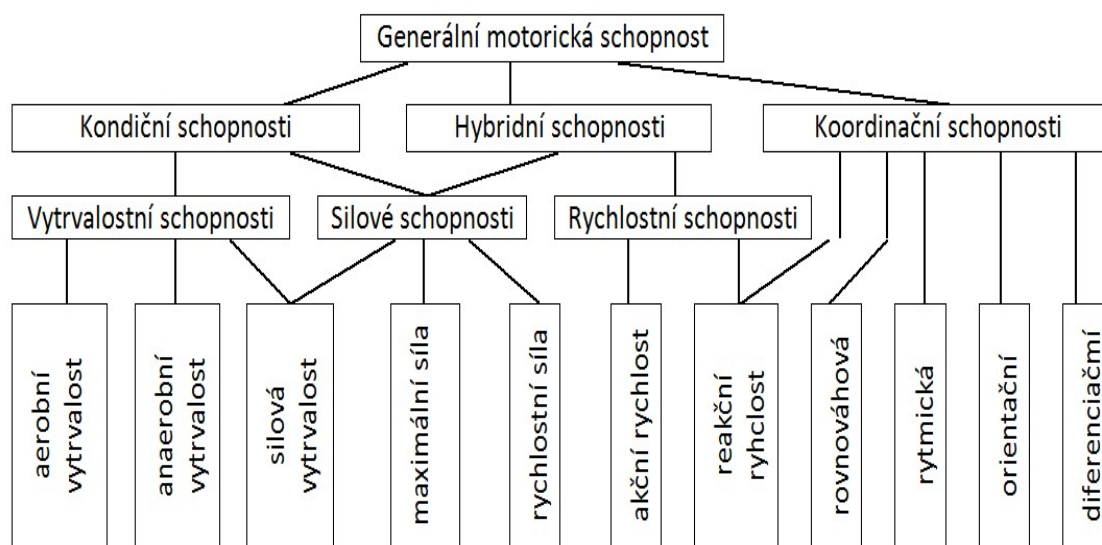 Generální motorická schopnost
Kondiční schopnosti
Hybridní schopnosti
Koordinační schopnosti
Vytrvalostní schopnosti
Silové schopnosti
Rychlostní schopnosti
aerobní
vytrvalost
anaerobní
vytrvalost
silová
vytrvalost
maximální síla
rychlostní síla
akční rychlost
reakční
ryhclost
rovnováhová
rytmická
orientační
diferenciačmí